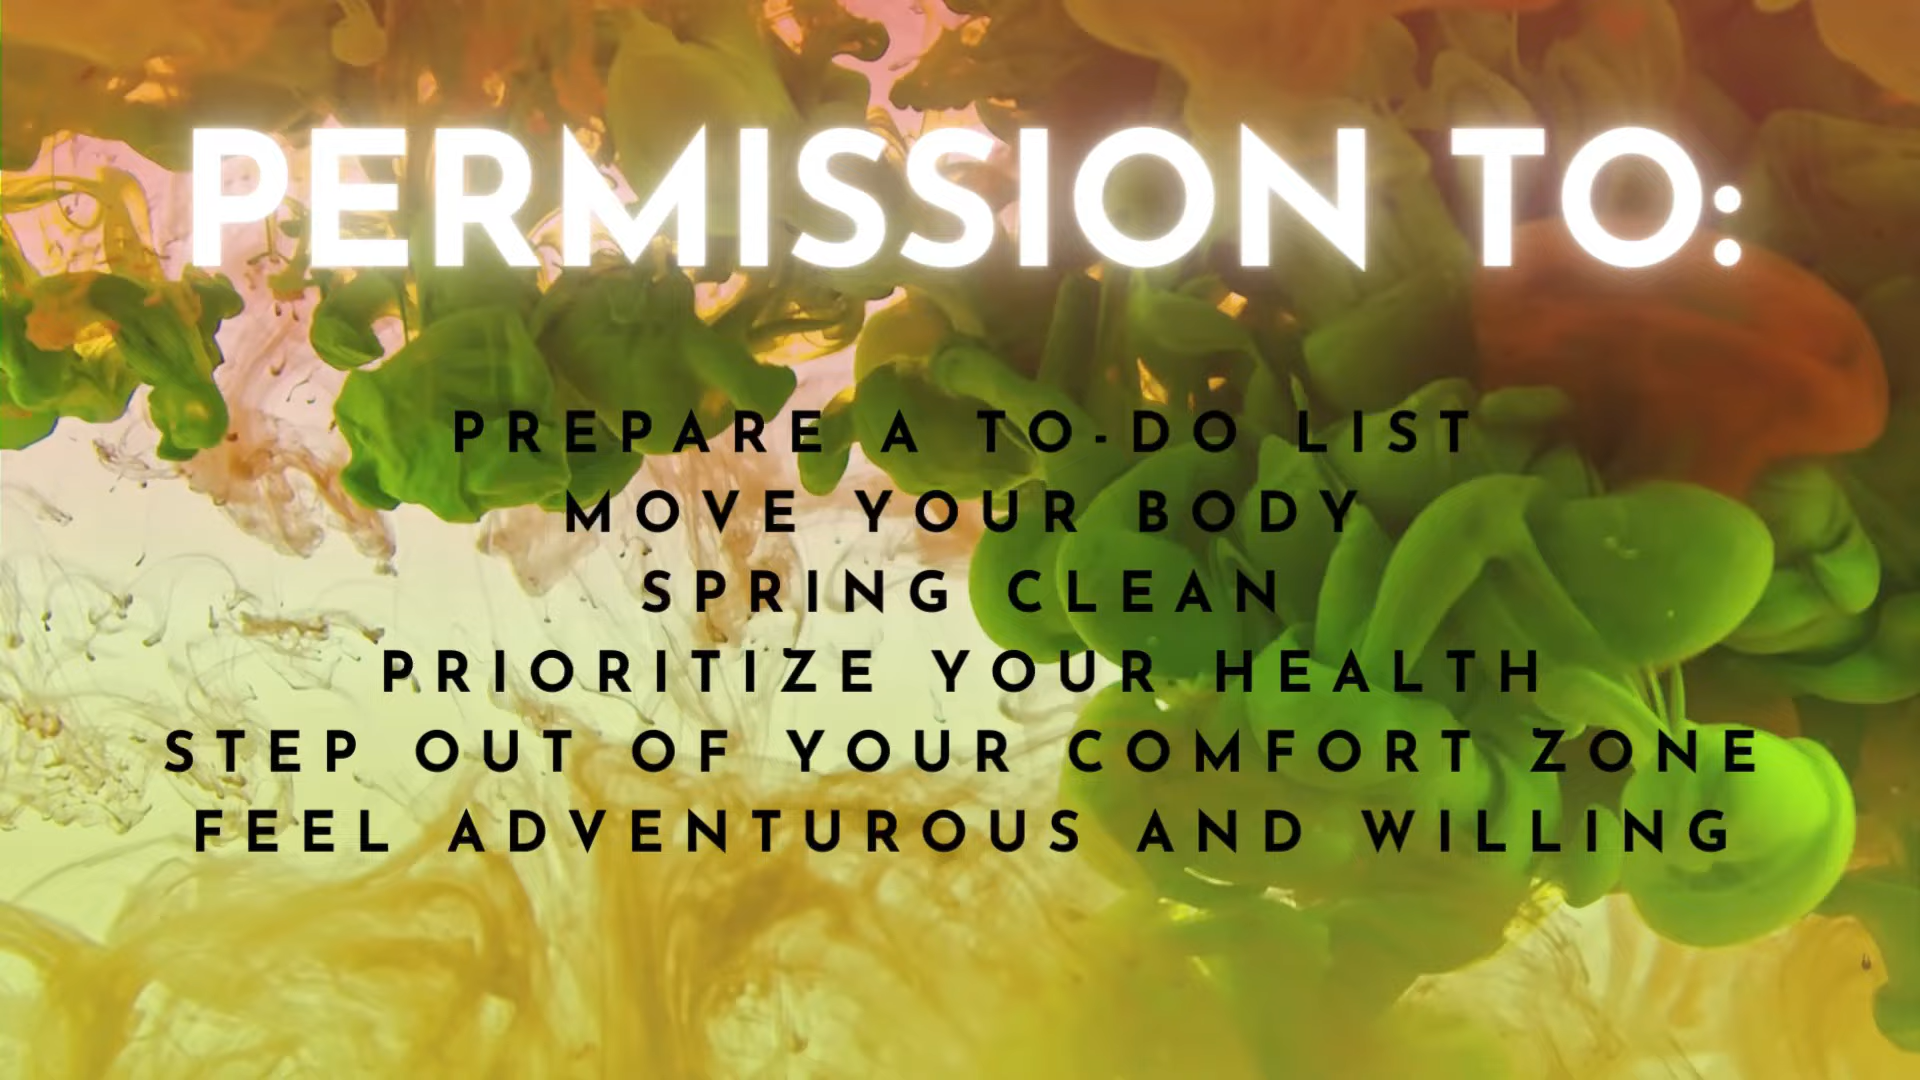 PERMISSION TO:
PREPARE A TO-DO LIST
MOVE YOUR BODY
SPRING CLEAN
PRIORITIZE YOUR HEALTH
STEP OUT OF YOUR COMFORT ZONE
FEEL ADVENTUROUS AND WILLING